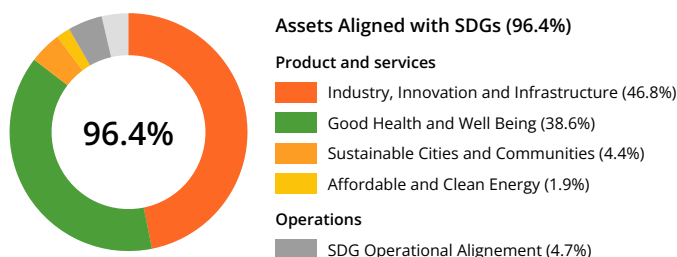 Assets Aligned with SDGs (96.4%)
Product and services
Industry, Innovation and Infrastructure (46.8%)
96.4%
Good Health and Well Being (38.6%)
Sustainable Cities and Communities (4.4%)
Affordable and Clean Energy (1.9%)
Operations
SDG Operational Alignement (4.7%)